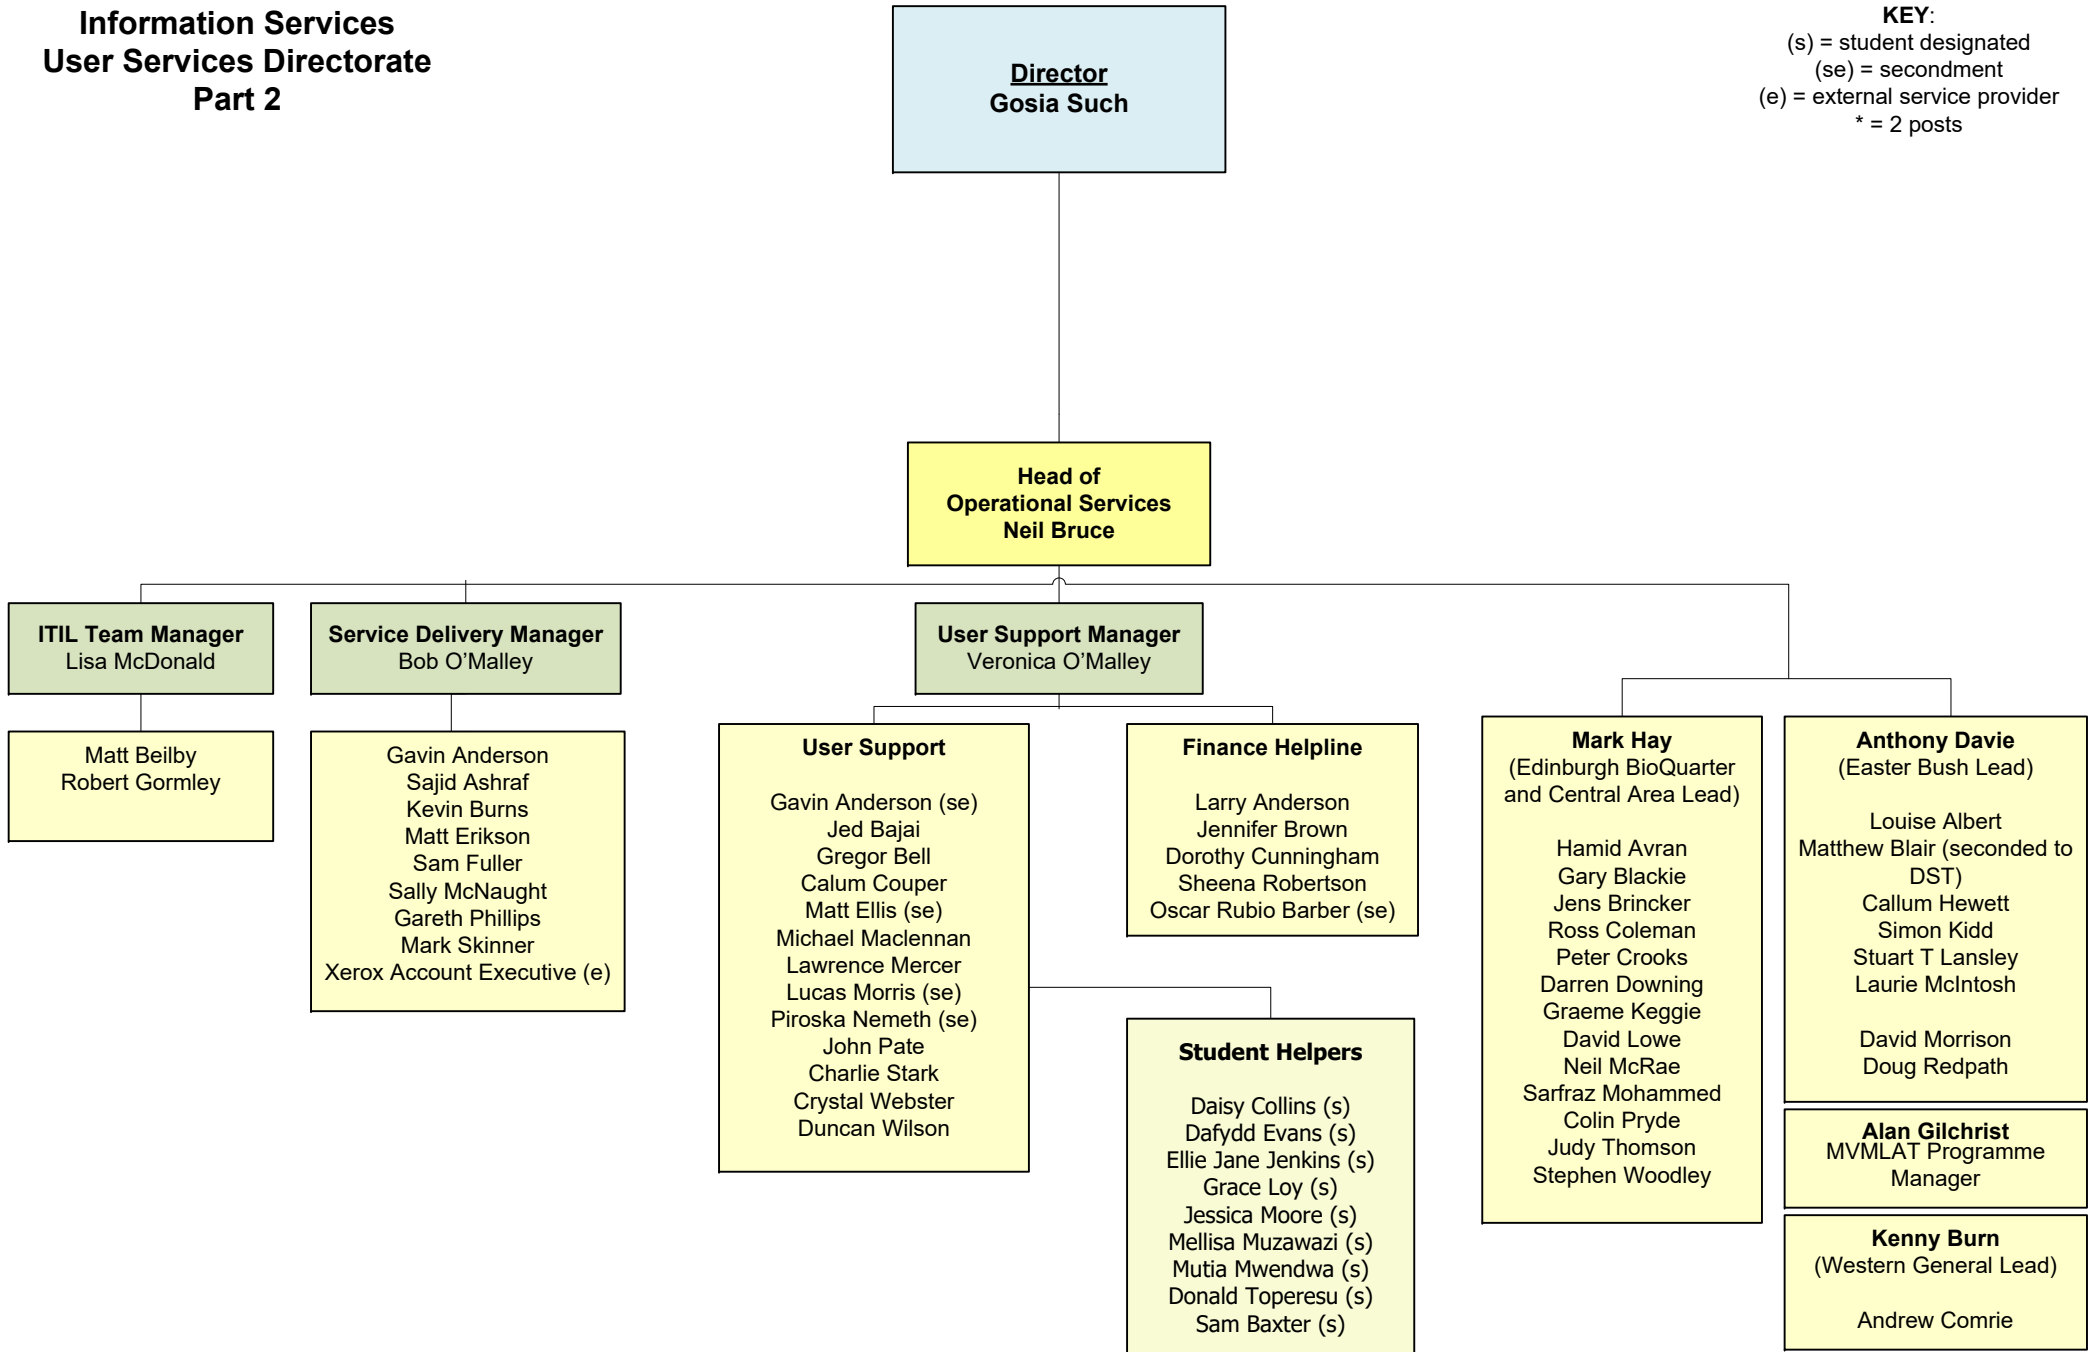 Information Services
User Services Directorate
Part 2
Director
Gosia Such
KEY:
(s) = student designated
(se) = secondment
(e) = external service provider
* = 2 posts
Head of
Operational Services
Neil Bruce
ITIL Team Manager
Lisa McDonald
Service Delivery Manager
Bob O’Malley
User Support Manager
Veronica O’Malley
Matt Beilby
Robert Gormley
Gavin Anderson
Sajid Ashraf
Kevin Burns
Matt Erikson
Sam Fuller
Sally McNaught
Gareth Phillips
Mark Skinner
Xerox Account Executive (e)
User Support
Gavin Anderson (se)
Jed Bajai
Gregor Bell
Calum Couper
Matt Ellis (se)
Michael Maclennan
Lawrence Mercer
Lucas Morris (se)
Piroska Nemeth (se)
John Pate
Charlie Stark
Crystal Webster
Duncan Wilson
Finance Helpline
Larry Anderson
Jennifer Brown
Dorothy Cunningham
Sheena Robertson
Oscar Rubio Barber (se)
Student Helpers
Daisy Collins (s)
Dafydd Evans (s)
Ellie Jane Jenkins (s)
Grace Loy (s)
Jessica Moore (s)
Mellisa Muzawazi (s)
Mutia Mwendwa (s)
Donald Toperesu (s)
Sam Baxter (s)
Mark Hay
(Edinburgh BioQuarter
and Central Area Lead)
Hamid Avran
Gary Blackie
Jens Brincker
Ross Coleman
Peter Crooks
Darren Downing
Graeme Keggie
David Lowe
Neil McRae
Sarfraz Mohammed
Colin Pryde
Judy Thomson
Stephen Woodley
Anthony Davie
(Easter Bush Lead)
Louise Albert
Matthew Blair (seconded to
DST)
Callum Hewett
Simon Kidd
Stuart T Lansley
Laurie McIntosh
David Morrison
Doug Redpath
Alan Gilchrist
MVMLAT Programme
Manager
Kenny Burn
(Western General Lead)
Andrew Comrie